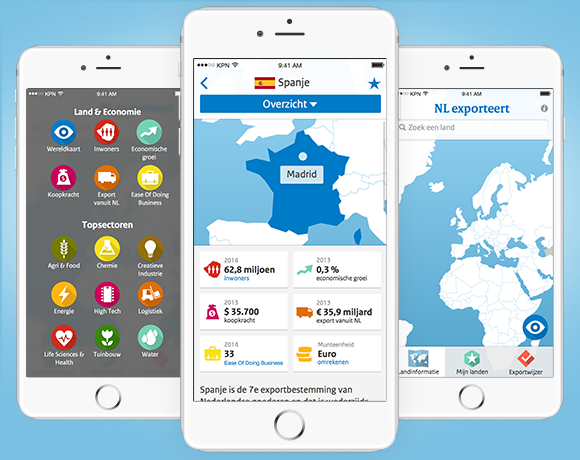 KPN 9:41 AM
Land & Economie
Wereldkaart Inwoners Economische groei
Koopkracht Export vanuit NL Ease Of Doing Business
Topsectoren
Agri & Food Chemie Creatieve Industrie
Energie High Tech Logistiek
Life Sciences & Health Tuinbouw Water
KPN 9:41 AM
Spanje
Overzicht
Madrid
2014
62,8 miljoen
inwoners
2013
0,3 %
economische groei
2013
$ 35.700
koopkracht
2013
€ 35,9 miljard
export vanuit NL
2014
33
Ease Of Doing Business
Munteenheid
Euro
omrekenen
Spanje is de 7e exportbestemming van
KPN 9:41 AM
NL exporteert
Zoek een land
Landinformatie Mijn landen Exportwijzer